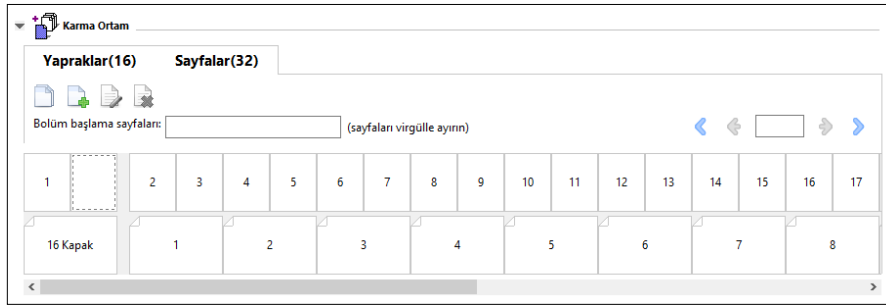 Karma Ortam
Yapraklar(16) Sayfalar(32)
Bolüm başlama sayfaları: (sayfaları virgülle ayırın)
1 2 3 4 5 6 7 8 9 10 11 12 13 14 15 16 17
16 Kapak 1 2 3 4 5 6 7 8